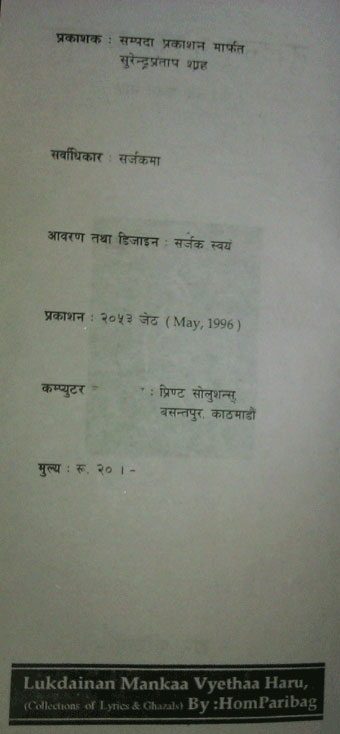 प्रकाशक : सम्पदा प्रकाशन मार्फत
सुरेन्द्रप्रताप शाह
सर्वाधिकार : सर्जकमा
आवरण तथा डिजाइन : सर्जक स्वयं
प्रकाशन : २०५३ जेठ (May, 1996)
कम्प्युटर : प्रिण्ट सोलुशन्स्,
बसन्तपुर, काठमाडौं
मुल्य : रू. २० । -
Lukdainan Mankaa Vyethaa Haru,
(Collections of Lyrics & Ghazals) By :HomParibag